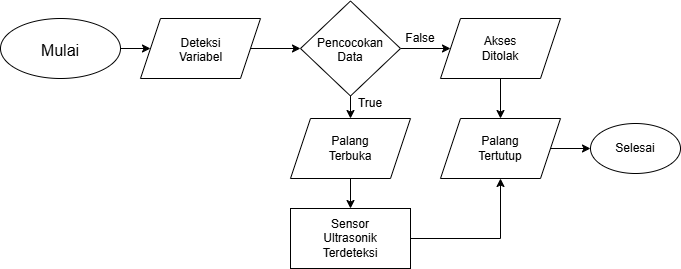 Mulai
Deteksi
Variabel
Pencocokan
Data
False
Akses
Ditolak
True
Palang
Terbuka
Palang
Tertutup
Selesai
Sensor
Ultrasonik
Terdeteksi